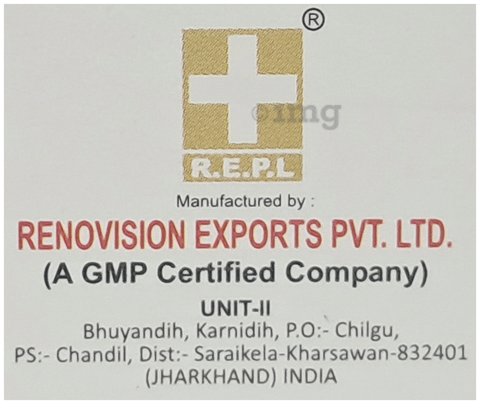 ®
©img
R.E.P.L
Manufactured by :
RENOVISION EXPORTS PVT. LTD.
(A GMP Certified Company)
UNIT-II
Bhuyandih, Karnidih, P.O:- Chilgu,
PS:- Chandil, Dist:- Saraikela-Kharsawan-832401
(JHARKHAND) INDIA